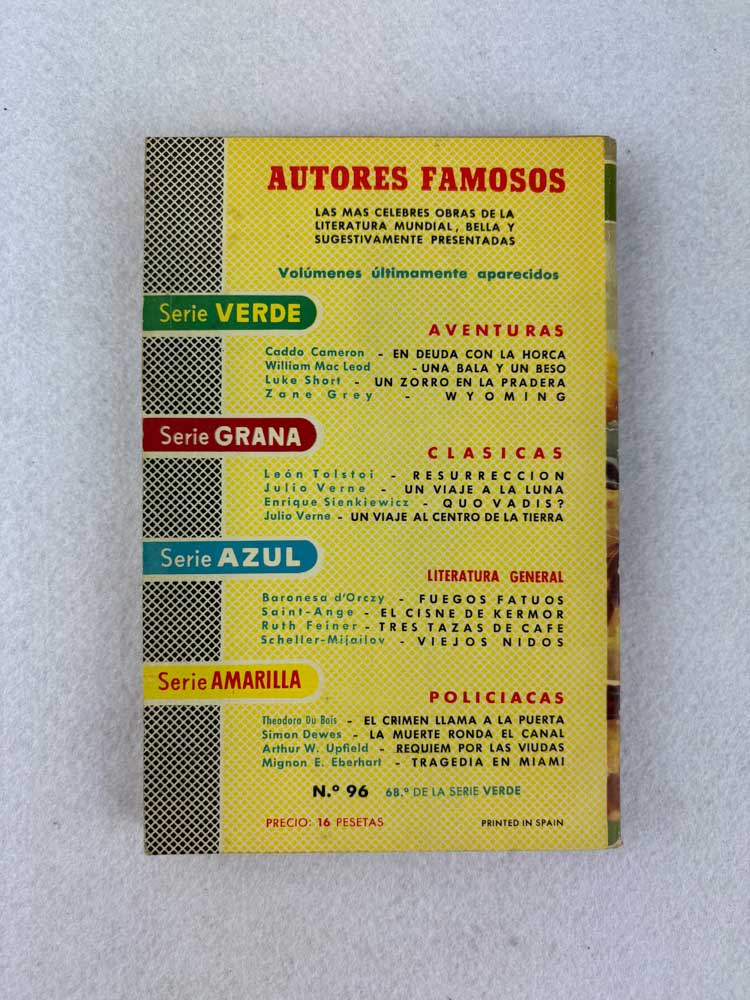 AUTORES FAMOSOS
LAS MAS CELEBRES OBRAS DE LA
LITERATURA MUNDIAL, BELLA Y
SUGESTIVAMENTE PRESENTADAS
Volúmenes últimamente aparecidos
Serie VERDE
AVENTURAS
Caddo Cameron - EN DEUDA CON LA HORCA
William Mac Leod - UNA BALA Y UN BESO
Luke Short - UN ZORRO EN LA PRADERA
Zane Grey - WYOMING
Serie GRANA
CLASICAS
León Tolstoi - RESURRECCION
Julio Verne - UN VIAJE A LA LUNA
Enrique Sienkiewicz - QUO VADIS?
Julio Verne - UN VIAJE AL CENTRO DE LA TIERRA
Serie AZUL
LITERATURA GENERAL
Baronesa d'Orczy - FUEGOS FATUOS
Saint-Ange - EL CISNE DE KERMOR
Ruth Feiner - TRES TAZAS DE CAFE
Scheller-Mijailov - VIEJOS NIDOS
Serie AMARILLA
POLICIACAS
Theodora Du Bois - EL CRIMEN LLAMA A LA PUERTA
Simon Dewes - LA MUERTE RONDA EL CANAL
Arthur W. Upfield - REQUIEM POR LAS VIUDAS
Mignon E. Eberhart - TRAGEDIA EN MIAMI
N.º 96 68.º DE LA SERIE VERDE
PRECIO: 16 PESETAS PRINTED IN SPAIN